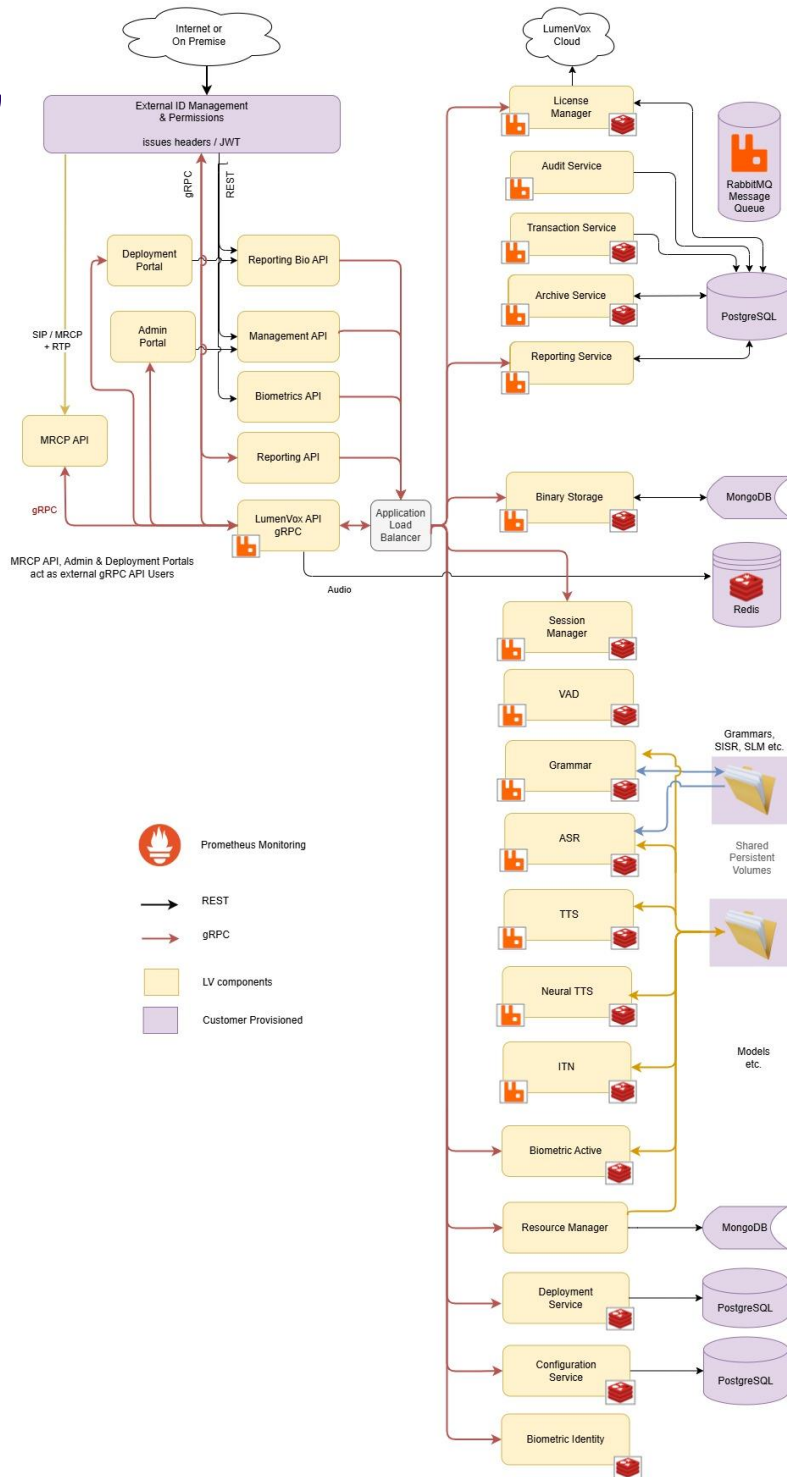 Internet or
On Premise
LumenVox
Cloud
External ID Management
& Permissions
issues headers / JWT
License
Manager
RabbitMQ
Message
Queue
gRPC
REST
Audit Service
Transaction Service
Deployment
Portal
Reporting Bio API
Archive Service
PostgreSQL
SIP / MRCP
+ RTP
Admin
Portal
Management API
Reporting Service
Biometrics API
MRCP API
Reporting API
gRPC
LumenVox API
gRPC
Application
Load
Balancer
Binary Storage
MongoDB
MRCP API, Admin & Deployment Portals
act as external gRPC API Users
Audio
Redis
Session
Manager
VAD
Grammar
Grammars,
SISR, SLM etc.
Prometheus Monitoring
ASR
Shared
Persistent
Volumes
REST
gRPC
TTS
LV components
Neural TTS
Customer Provisioned
ITN
Models
etc.
Biometric Active
Resource Manager
MongoDB
Deployment
Service
PostgreSQL
Configuration
Service
PostgreSQL
Biometric Identity